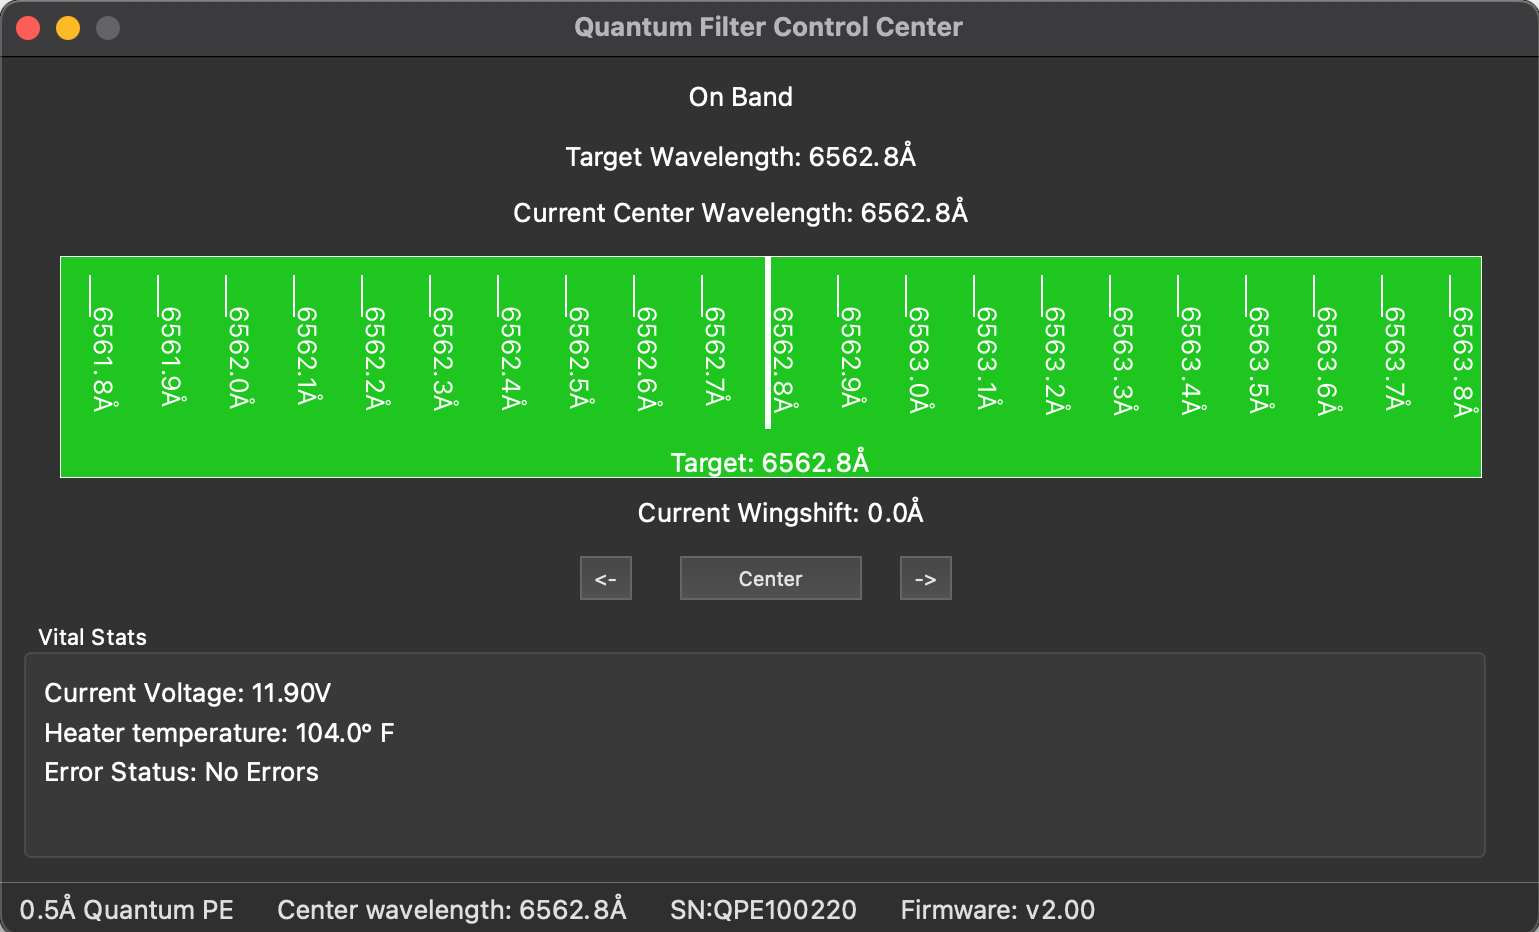 Quantum Filter Control Center
On Band
Target Wavelength: 6562.8Å
Current Center Wavelength: 6562.8Å
6561.8Å
6561.9Å
6562.0Å
6562.1Å
6562.2Å
6562.3Å
6562.4Å
6562.5Å
6562.6Å
6562.7Å
6562.8Å
6562.9Å
6563.0Å
6563.1Å
6563.2Å
6563.3Å
6563.4Å
6563.5Å
6563.6Å
6563.7Å
6563.8Å
Target: 6562.8Å
Current Wingshift: 0.0Å
<- Center ->
Vital Stats
Current Voltage: 11.90V
Heater temperature: 104.0° F
Error Status: No Errors
0.5Å Quantum PE Center wavelength: 6562.8Å SN:QPE100220 Firmware: v2.00